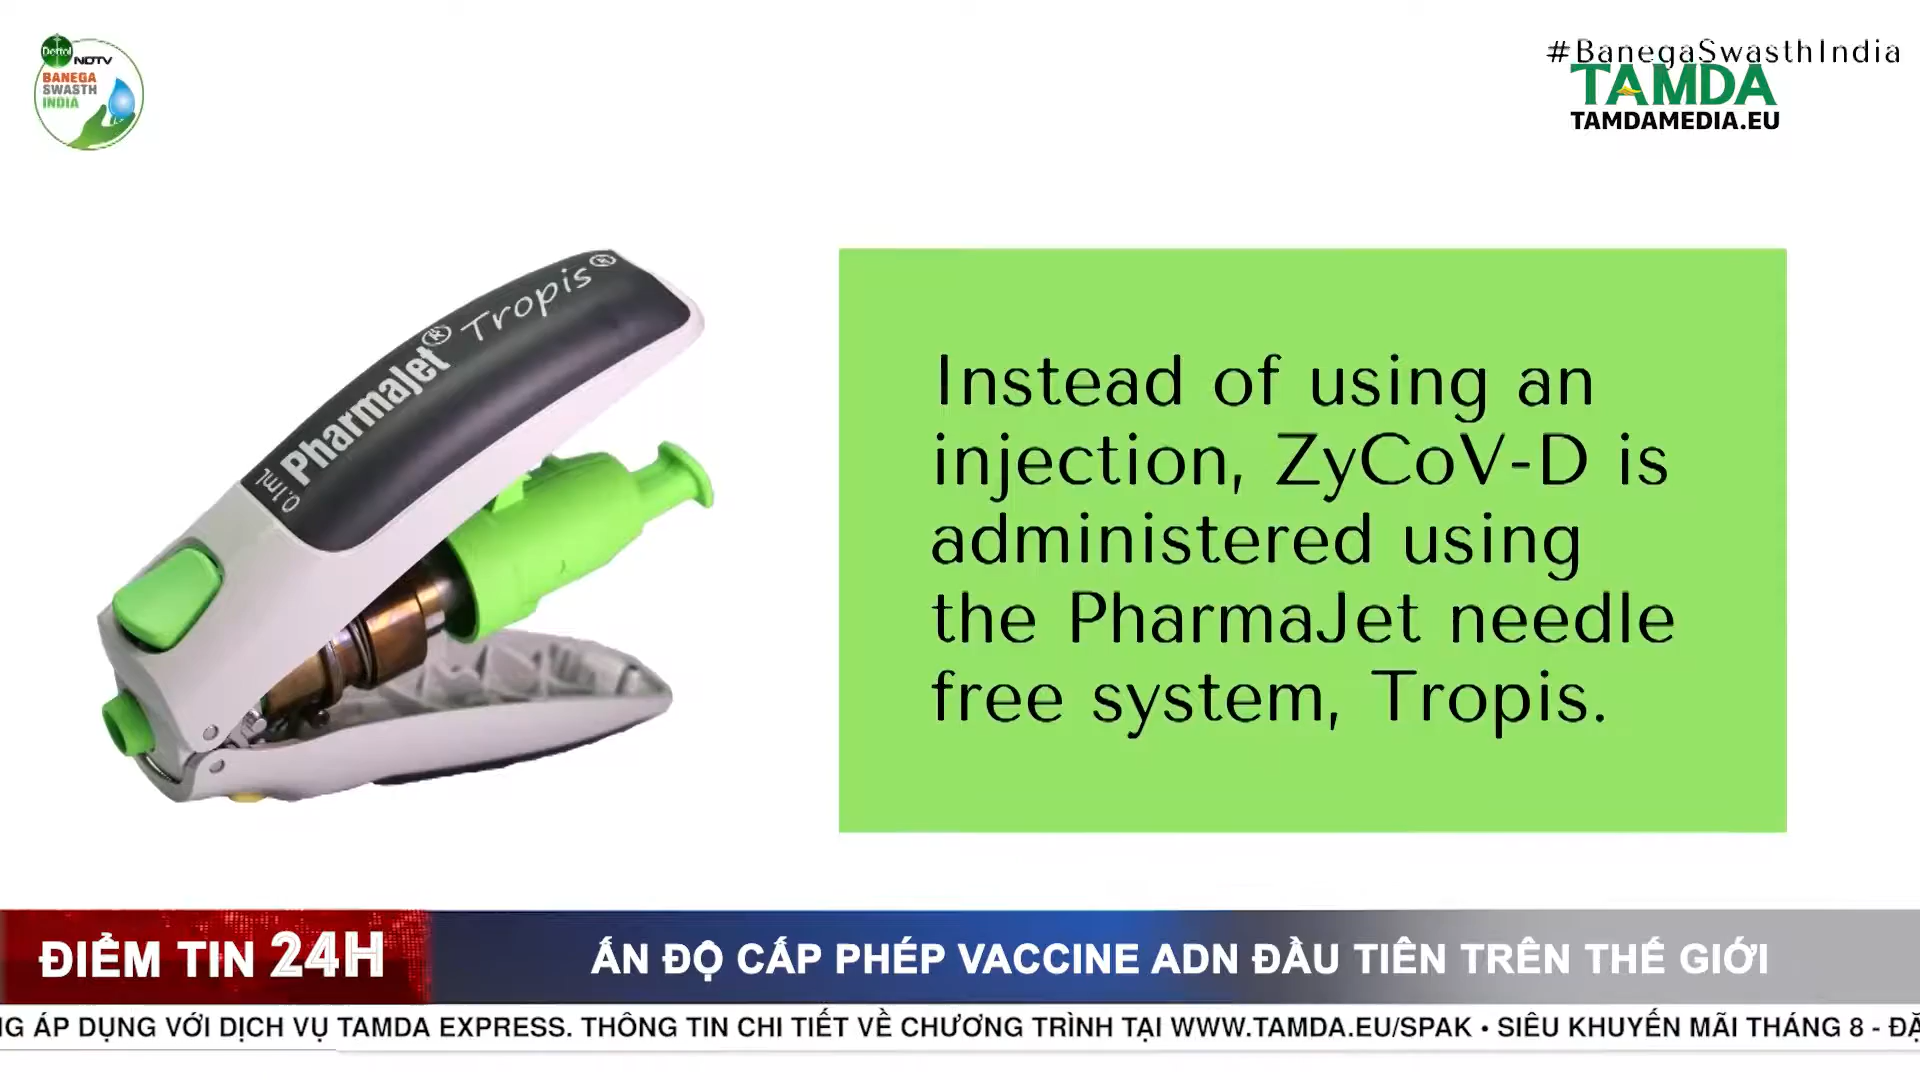 Dettol NDTV
BANEGA
SWASTH
INDIA
#BanegaSwasthIndia
TAMDA
TAMDAMEDIA.EU
PharmaJet® Tropis®
0.1ml
Instead of using an
injection, ZyCoV-D is
administered using
the PharmaJet needle
free system, Tropis.
ĐIỂM TIN 24H
ẤN ĐỘ CẤP PHÉP VACCINE ADN ĐẦU TIÊN TRÊN THẾ GIỚI
NG ÁP DỤNG VỚI DỊCH VỤ TAMDA EXPRESS. THÔNG TIN CHI TIẾT VỀ CHƯƠNG TRÌNH TẠI WWW.TAMDA.EU/SPAK • SIÊU KHUYẾN MÃI THÁNG 8 - ĐẶ